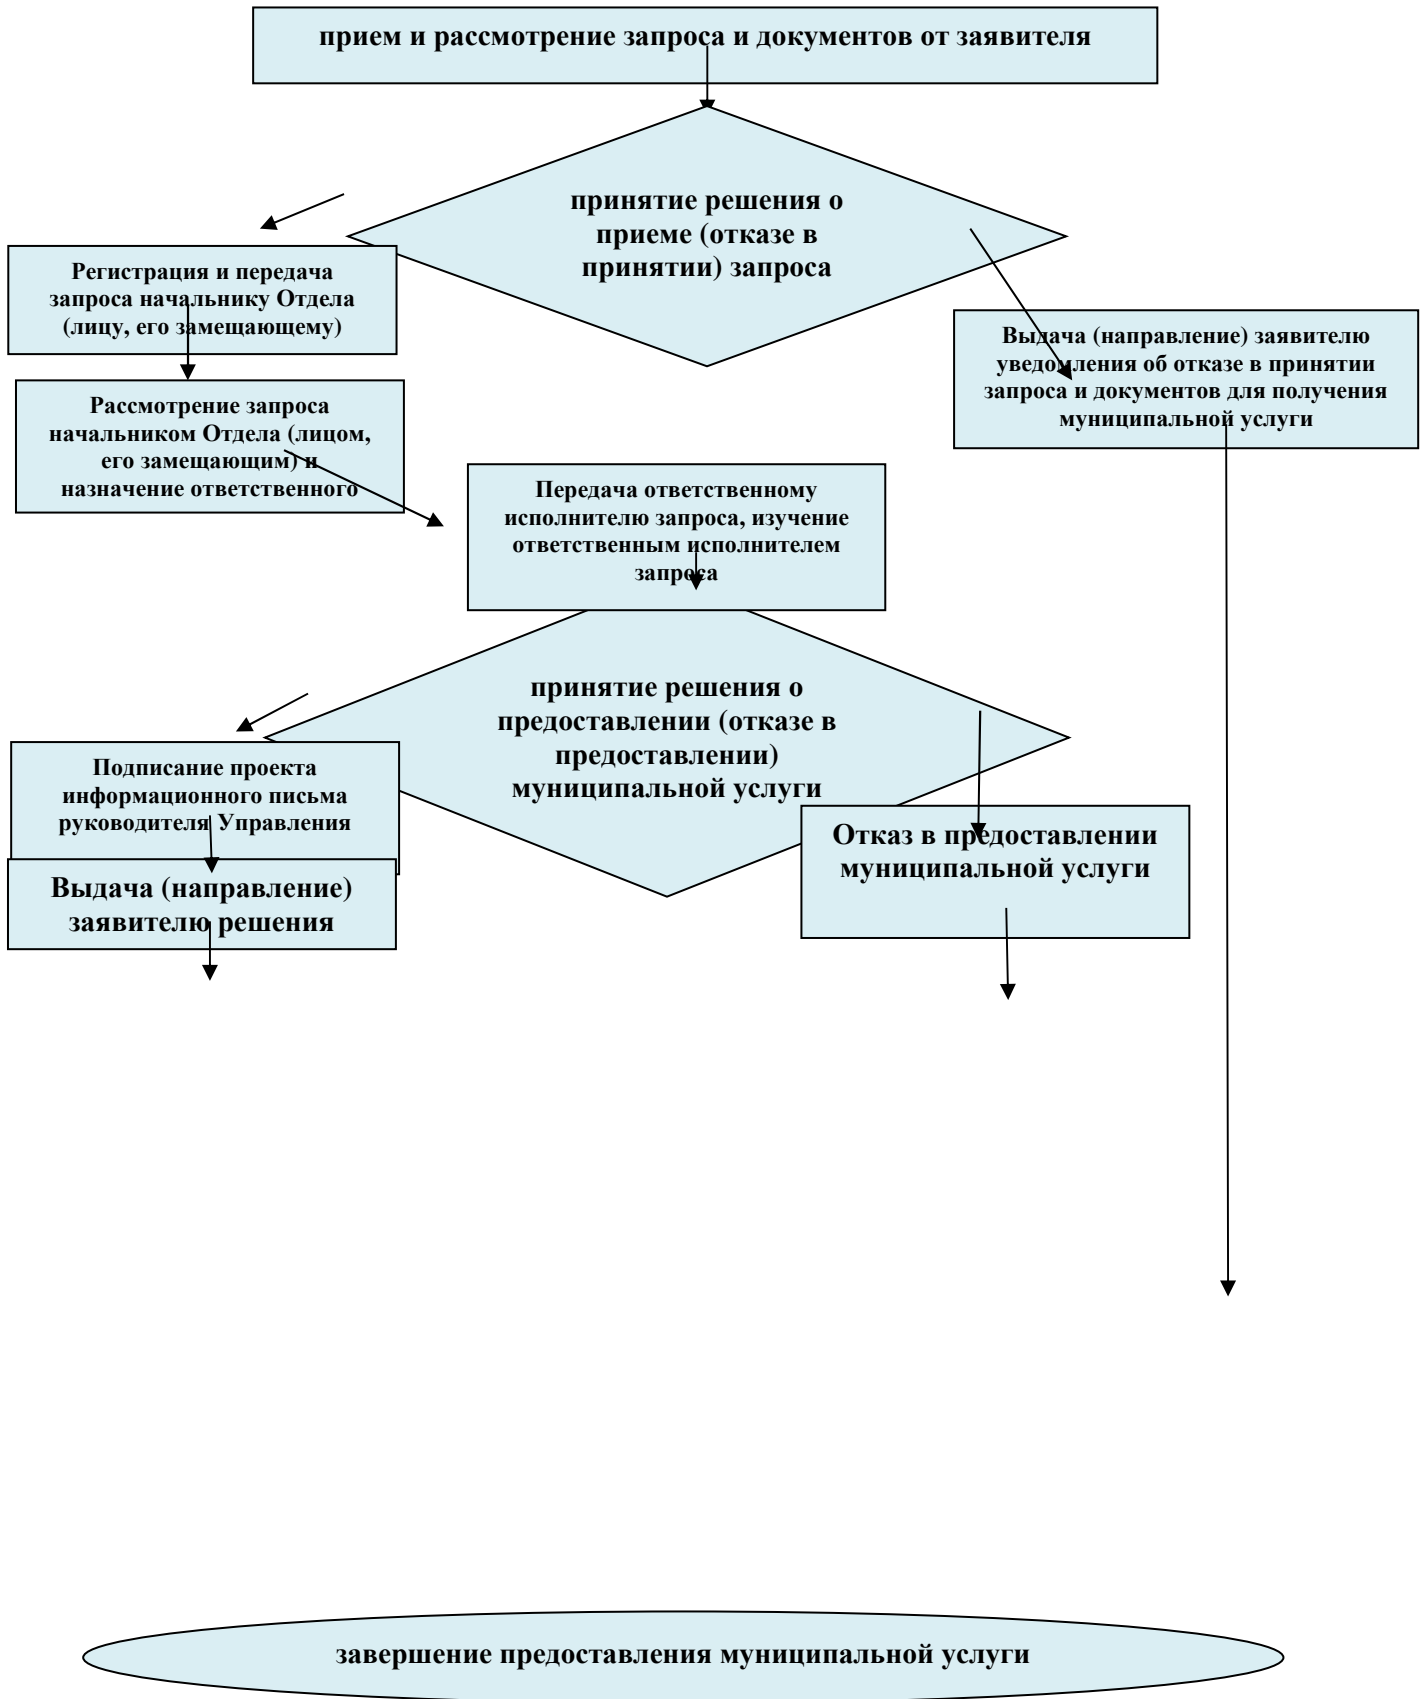 прием и рассмотрение запроса и документов от заявителя
принятие решения о
приеме (отказе в
принятии) запроса
Регистрация и передача
запроса начальнику Отдела
(лицу, его замещающему)
Выдача (направление) заявителю
уведомления об отказе в принятии
запроса и документов для получения
муниципальной услуги
Рассмотрение запроса
начальником Отдела (лицом,
его замещающим) и
назначение ответственного
Передача ответственному
исполнителю запроса, изучение
ответственным исполнителем
запроса
принятие решения о
предоставлении (отказе в
предоставлении)
муниципальной услуги
Подписание проекта
информационного письма
руководителя Управления
Отказ в предоставлении
муниципальной услуги
Выдача (направление)
заявителю решения
завершение предоставления муниципальной услуги